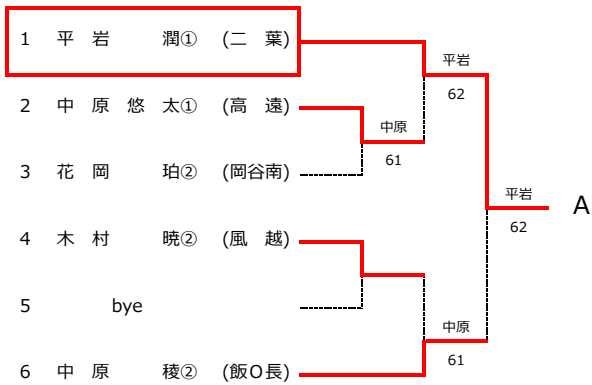 1 平 岩 潤① (二 葉)
平岩
62
2 中 原 悠 太① (高 遠)
中原
61
3 花 岡 珀② (岡谷南)
平岩
62
A
4 木 村 暁② (風 越)
5 bye
中原
61
6 中 原 稜② (飯O長)